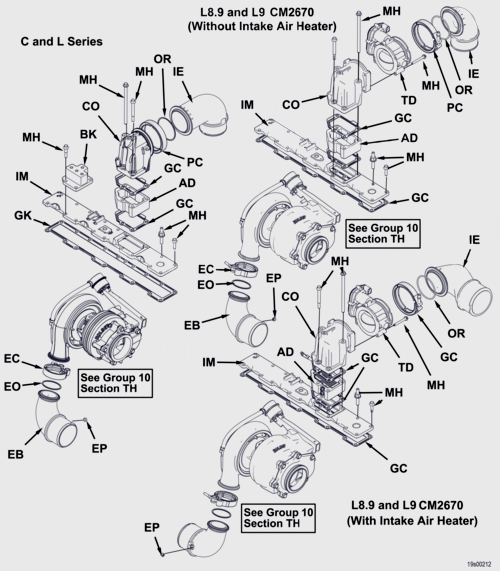 L8.9 and L9 CM2670
(Without Intake Air Heater)
C and L Series
MH
IE
OR
MH
IE
MH
CO
MH
OR
PC
TD
IM
CO
GC
AD
MH
GC
MH
BK
PC
GC
AD
GC
MH
IM
GK
See Group 10
Section TH
EC
EO
EP
EB
MH
IE
CO
OR
GC
TD
MH
AD
GC
IM
MH
GC
EC
EO
See Group 10
Section TH
EP
EB
See Group 10
Section TH
EP
L8.9 and L9 CM2670
(With Intake Air Heater)
19s00212